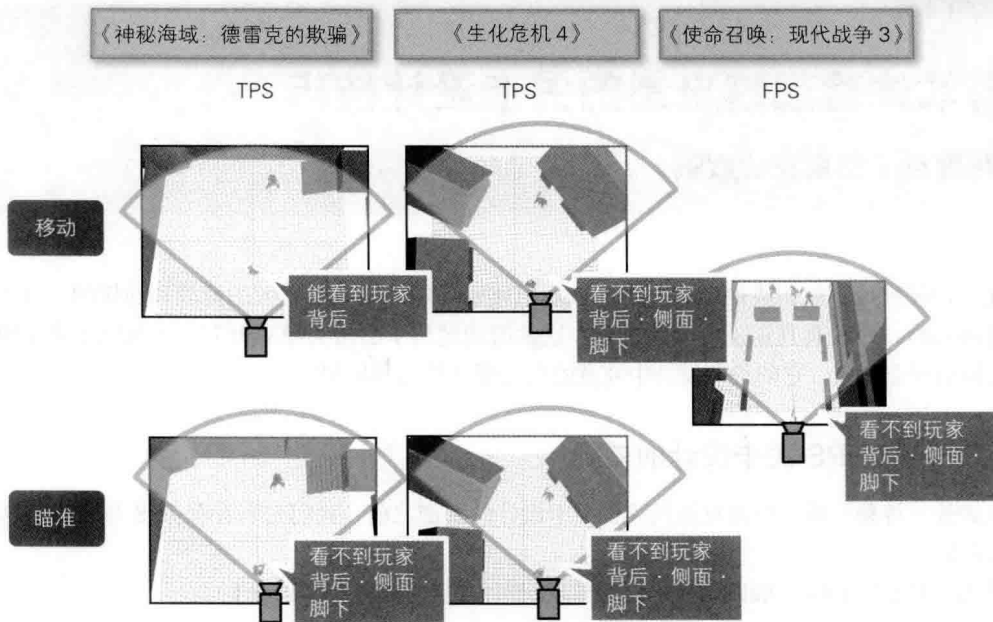 《神秘海域：德雷克的欺骗》
《生化危机4》
《使命召唤：现代战争3》
TPS
TPS
FPS
移动
能看到玩家
背后
看不到玩家
背后·侧面·
脚下
看不到玩家
背后·侧面·
脚下
瞄准
看不到玩家
背后·侧面·
脚下
看不到玩家
背后·侧面·
脚下